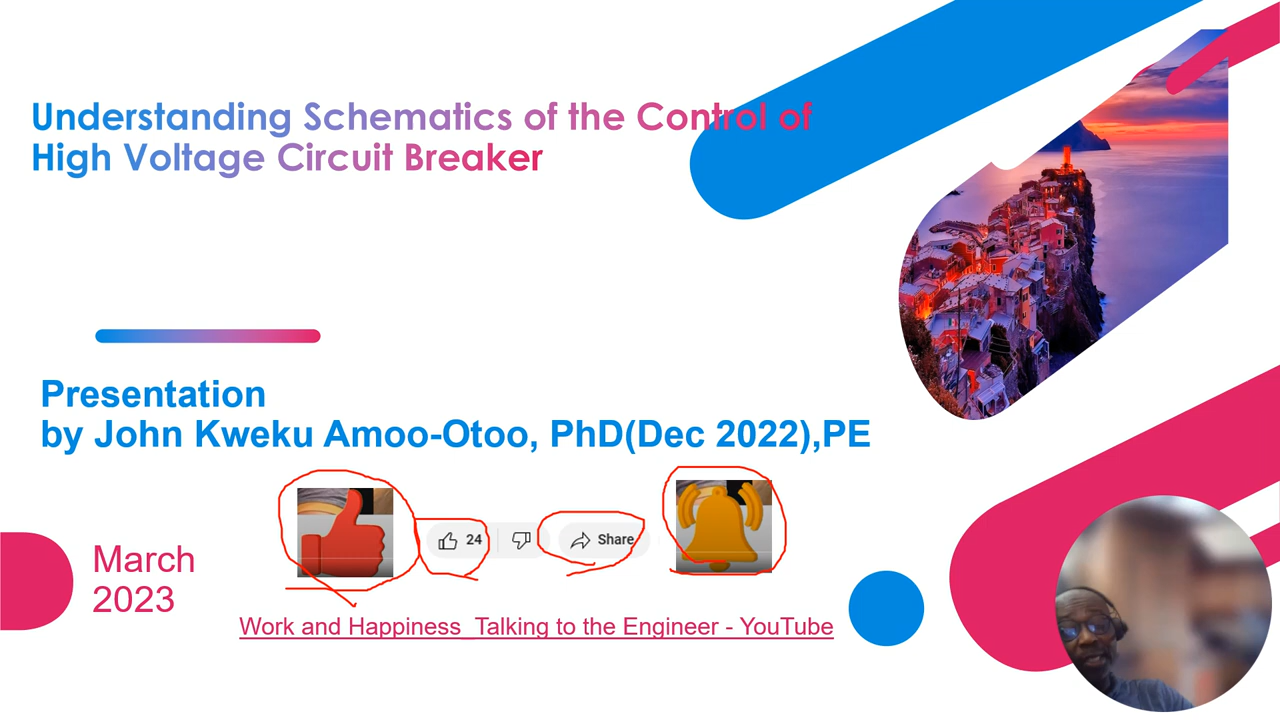 Understanding Schematics of the Control of
High Voltage Circuit Breaker
Presentation
by John Kweku Amoo-Otoo, PhD(Dec 2022),PE
24
Share
March
2023
Work and Happiness  Talking to the Engineer - YouTube